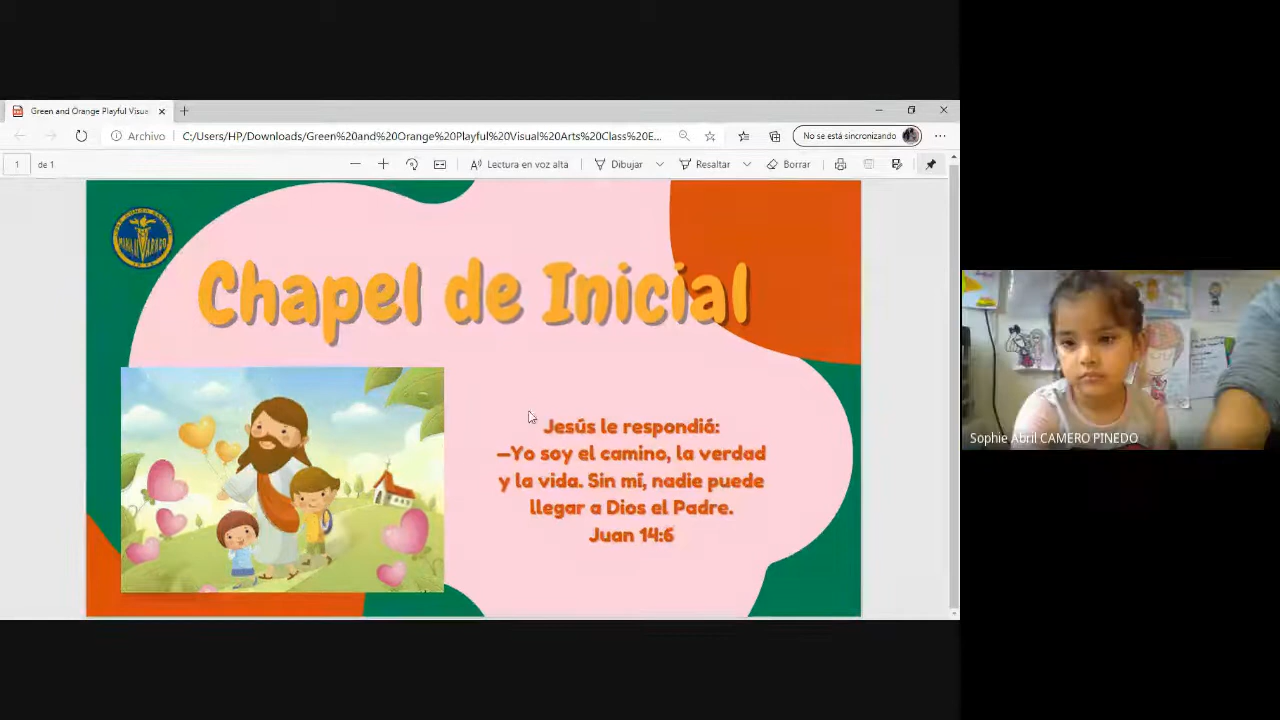 Green and Orange Playful Visua
Archivo
C:/Users/HP/Downloads/Green%20and%20Orange%20Playful%20Visual%20Arts%20Class%20E...
No se está sincronizando
1 de 1
Lectura en voz alta
Dibujar
Resaltar
Borrar
Chapel de Inicial
Jesús le respondió:
—Yo soy el camino, la verdad
y la vida. Sin mí, nadie puede
llegar a Dios el Padre.
Juan 14:6
Sophie Abril CAMERO PINEDO